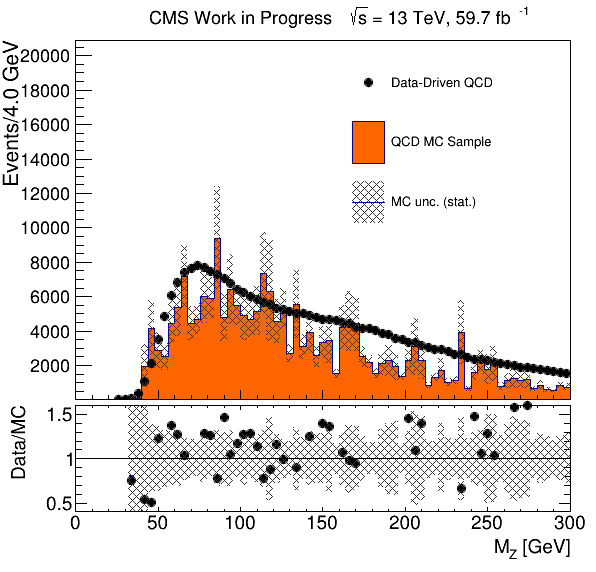 CMS Work in Progress √s = 13 TeV, 59.7 fb⁻¹
Events/4.0 GeV
20000
18000
16000
14000
12000
10000
8000
6000
4000
2000
Data-Driven QCD
QCD MC Sample
MC unc. (stat.)
Data/MC
1.5
1
0.5
0 50 100 150 200 250 300
M_Z [GeV]